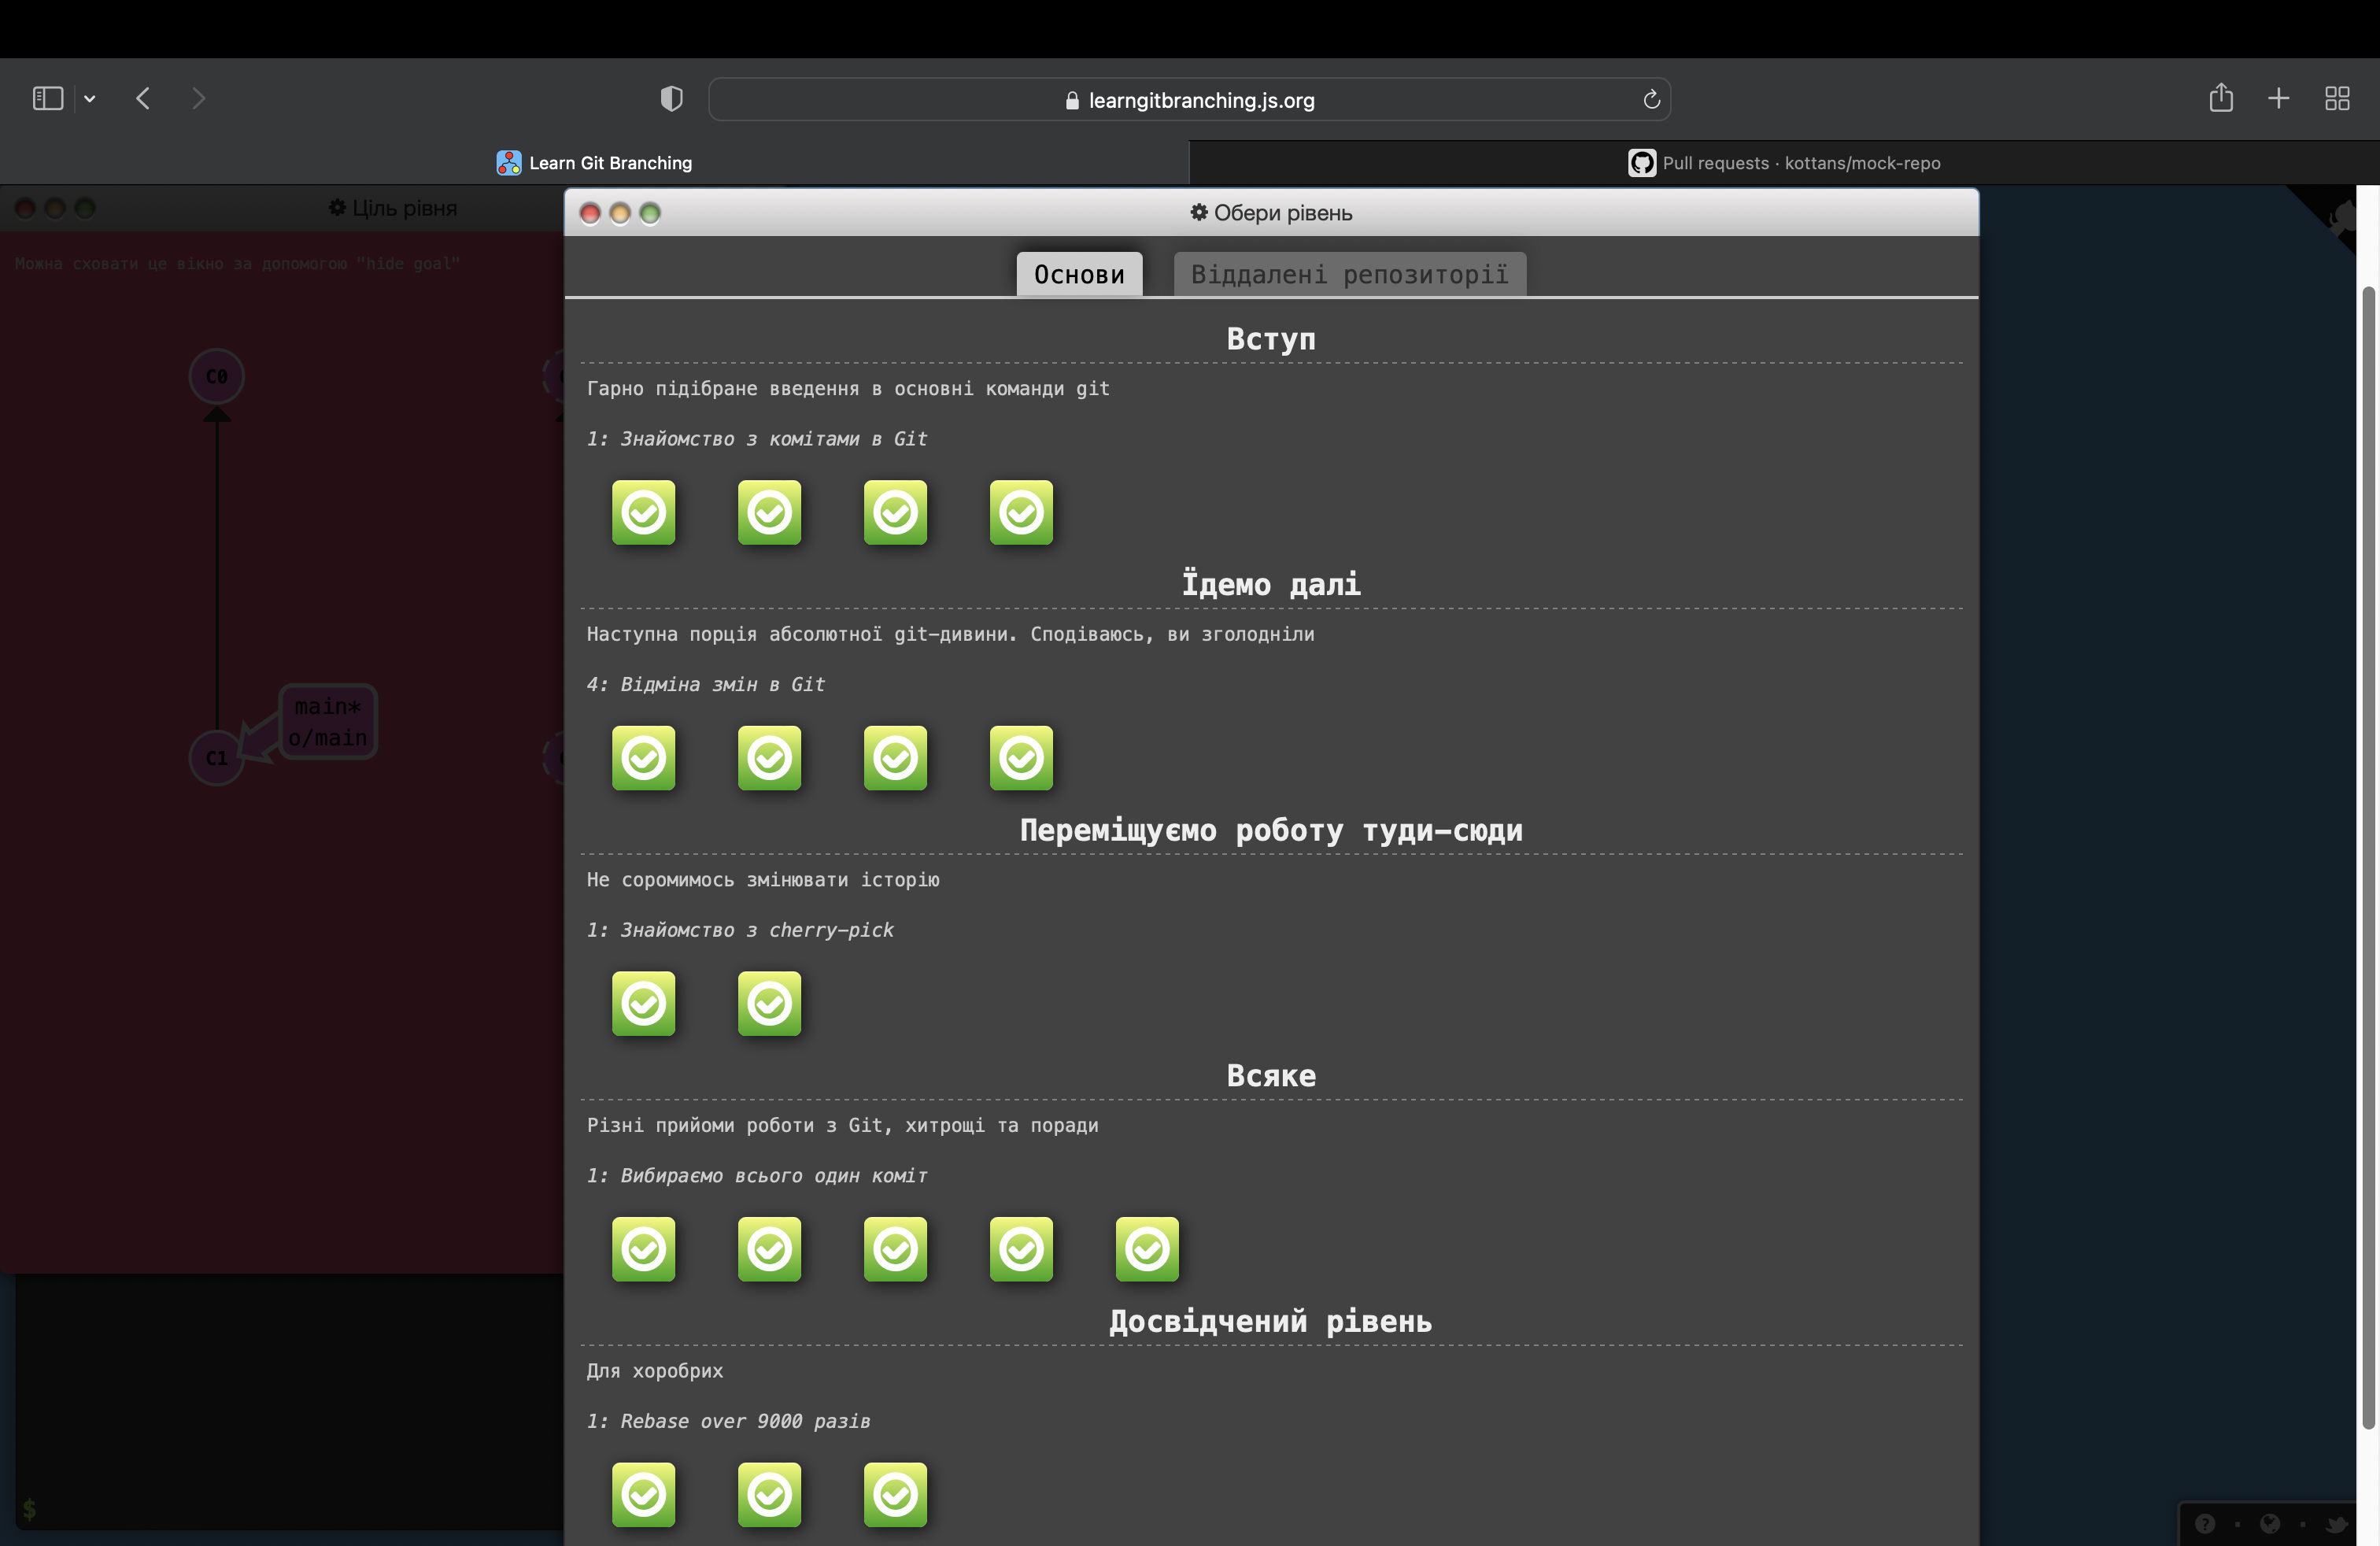 learngitbranching.js.org
Learn Git Branching
Pull requests · kottans/mock-repo
Ціль рівня
Можна сховати це вікно за допомогою "hide goal"
C0
main*
o/main
C1
$
Обери рівень
Основи
Віддалені репозиторії
Вступ
Гарно підібране введення в основні команди git
1: Знайомство з комітами в Git
Їдемо далі
Наступна порція абсолютної git-дивини. Сподіваюсь, ви зголодніли
4: Відміна змін в Git
Переміщуємо роботу туди-сюди
Не соромимось змінювати історію
1: Знайомство з cherry-pick
Всяке
Різні прийоми роботи з Git, хитрощі та поради
1: Вибираємо всього один коміт
Досвідчений рівень
Для хоробрих
1: Rebase over 9000 разів